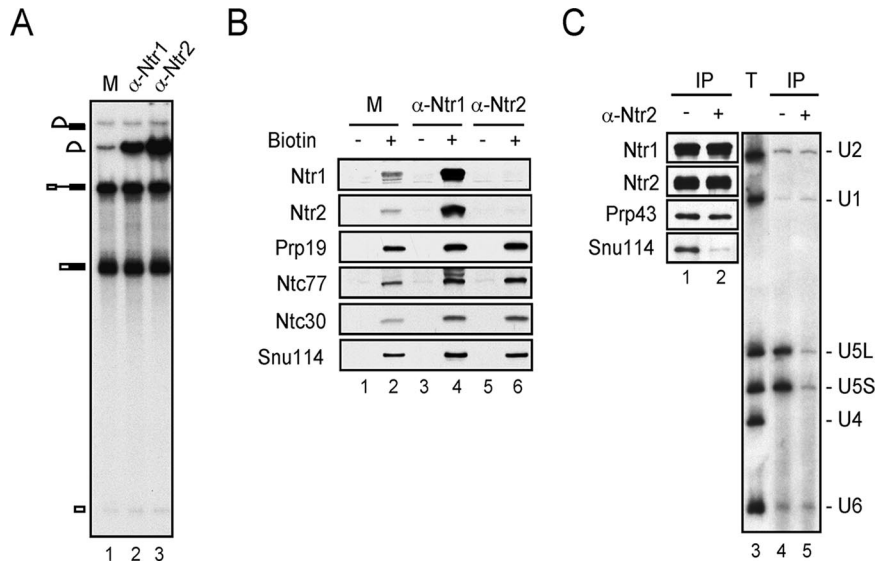 A
M
α-Ntr1
α-Ntr2
1 2 3
B
M α-Ntr1 α-Ntr2
Biotin - + - + - +
Ntr1
Ntr2
Prp19
Ntc77
Ntc30
Snu114
1 2 3 4 5 6
C
IP T IP
α-Ntr2 - + - +
Ntr1
Ntr2
Prp43
Snu114
1 2
- U2
- U1
- U5L
- U5S
- U4
- U6
3 4 5